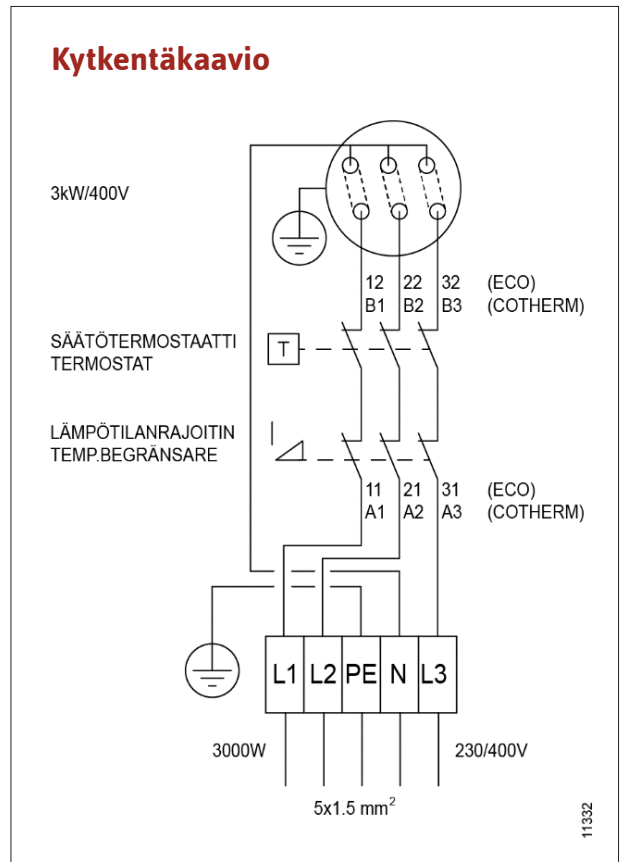 Kytkentäkaavio
3kW/400V
12 22 32 (ECO)
B1 B2 B3 (COTHERM)
SÄÄTÖTERMOSTAATTI
TERMOSTAT
T
LÄMPÖTILANRAJOITIN
TEMP.BEGRÄNSARE
11 21 31 (ECO)
A1 A2 A3 (COTHERM)
L1 L2 PE N L3
3000W 230/400V
5x1.5 mm²
11332